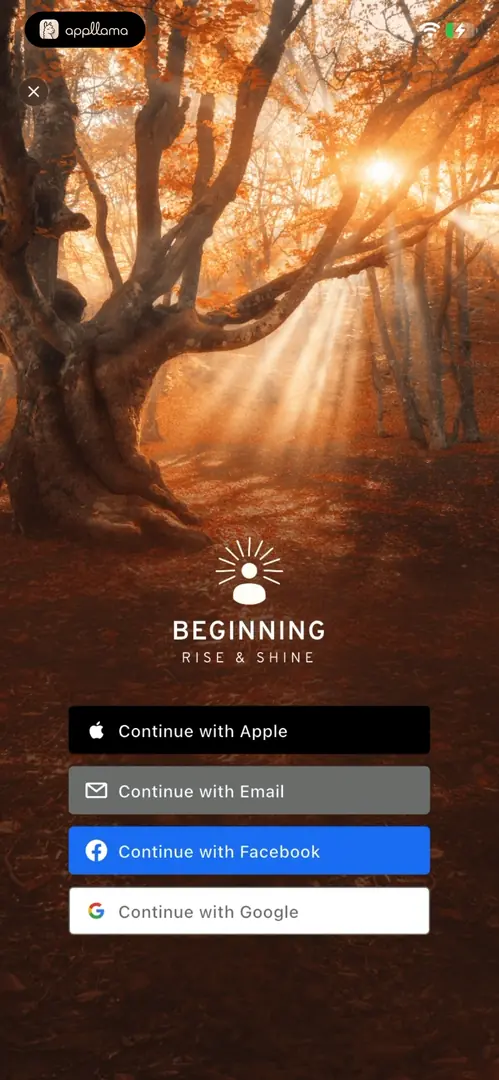 appllama
BEGINNING
RISE & SHINE
Continue with Apple
Continue with Email
Continue with Facebook
Continue with Google